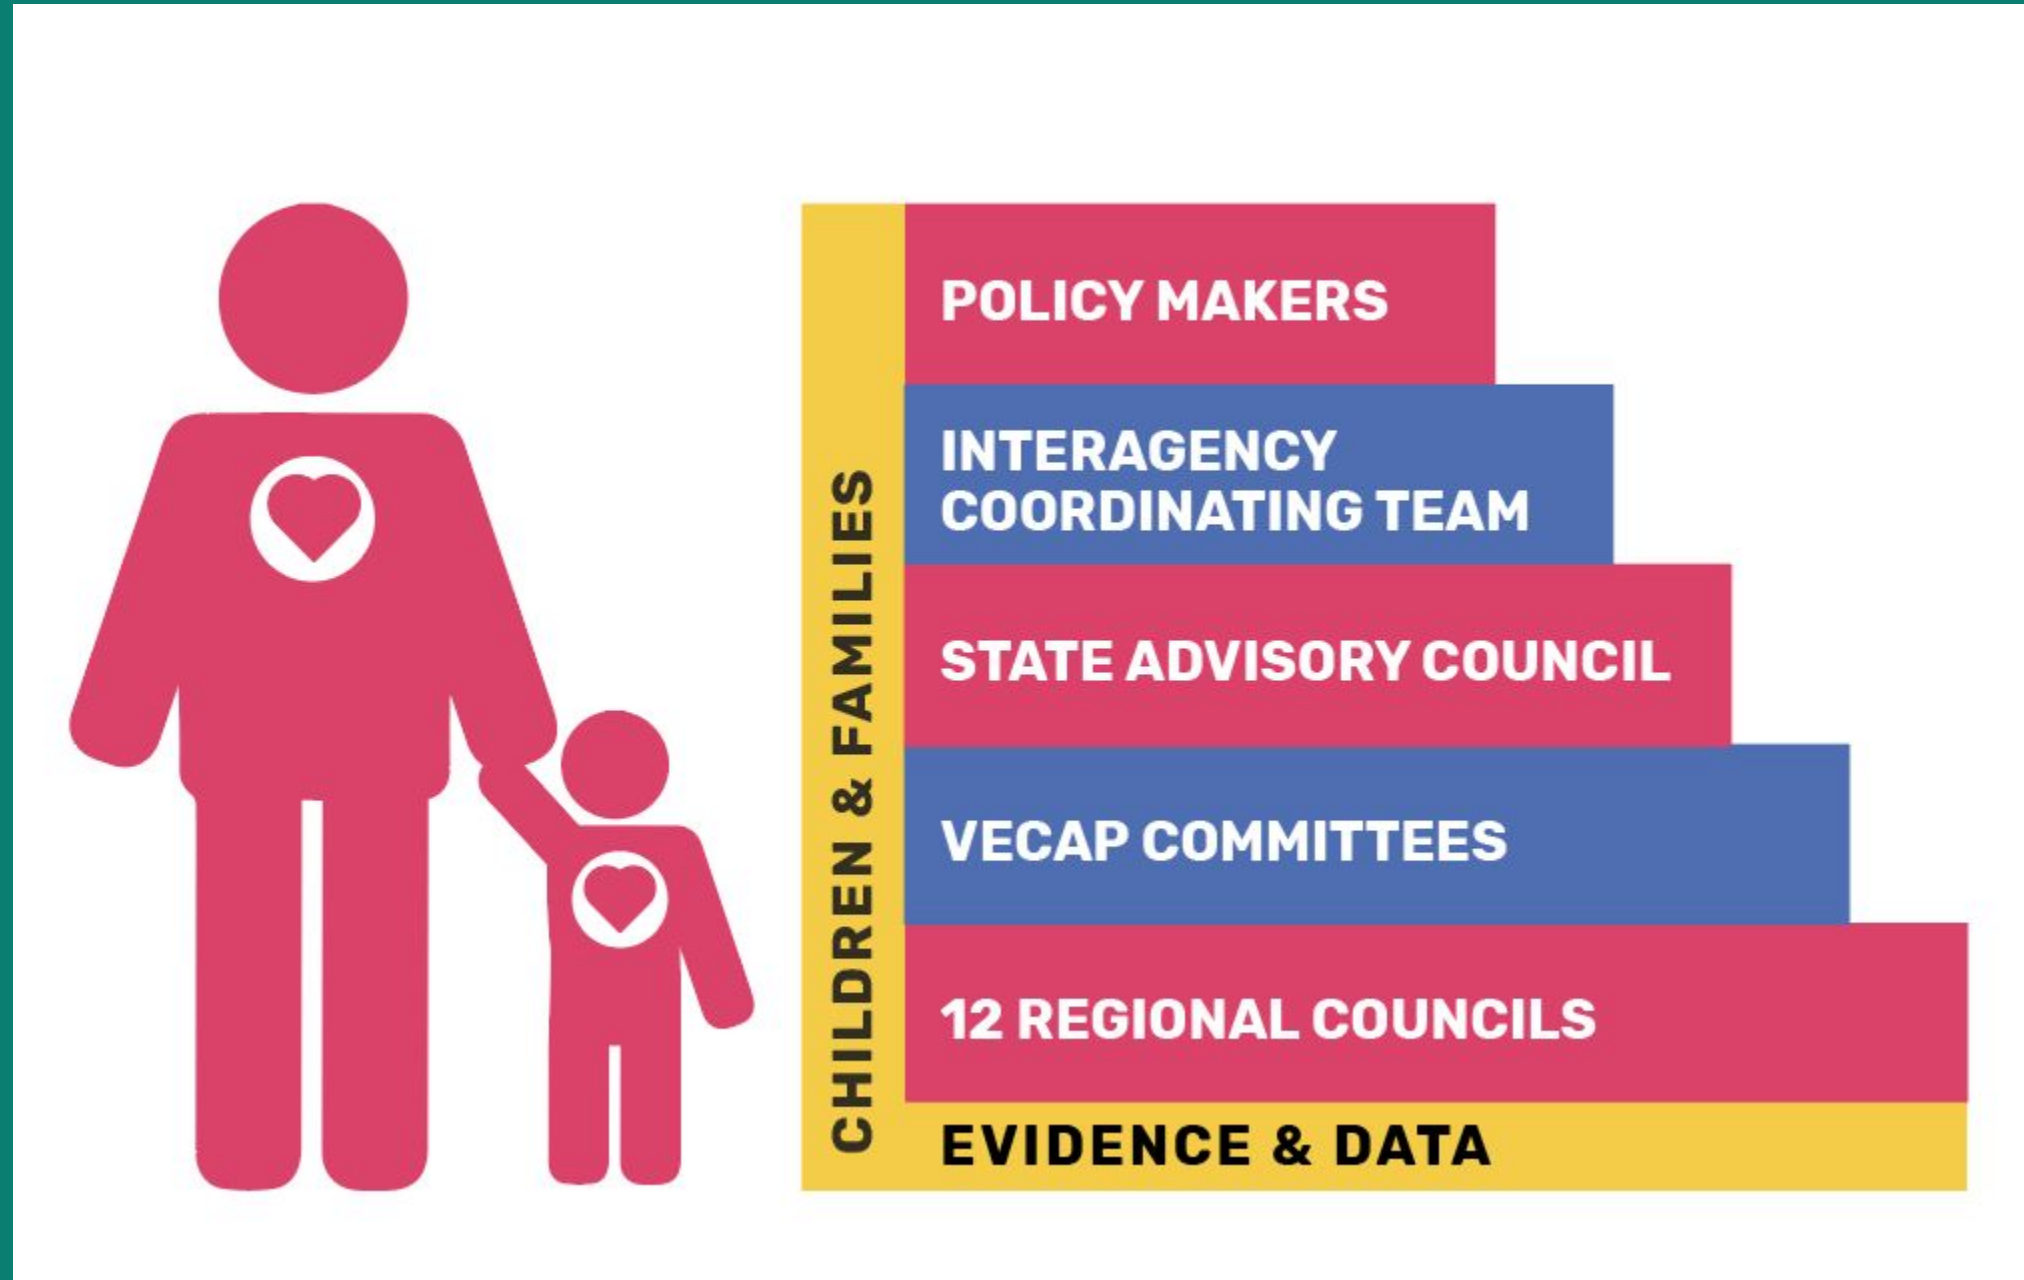 CHILDREN & FAMILIES
POLICY MAKERS
INTERAGENCY
COORDINATING TEAM
STATE ADVISORY COUNCIL
VECAP COMMITTEES
12 REGIONAL COUNCILS
EVIDENCE & DATA